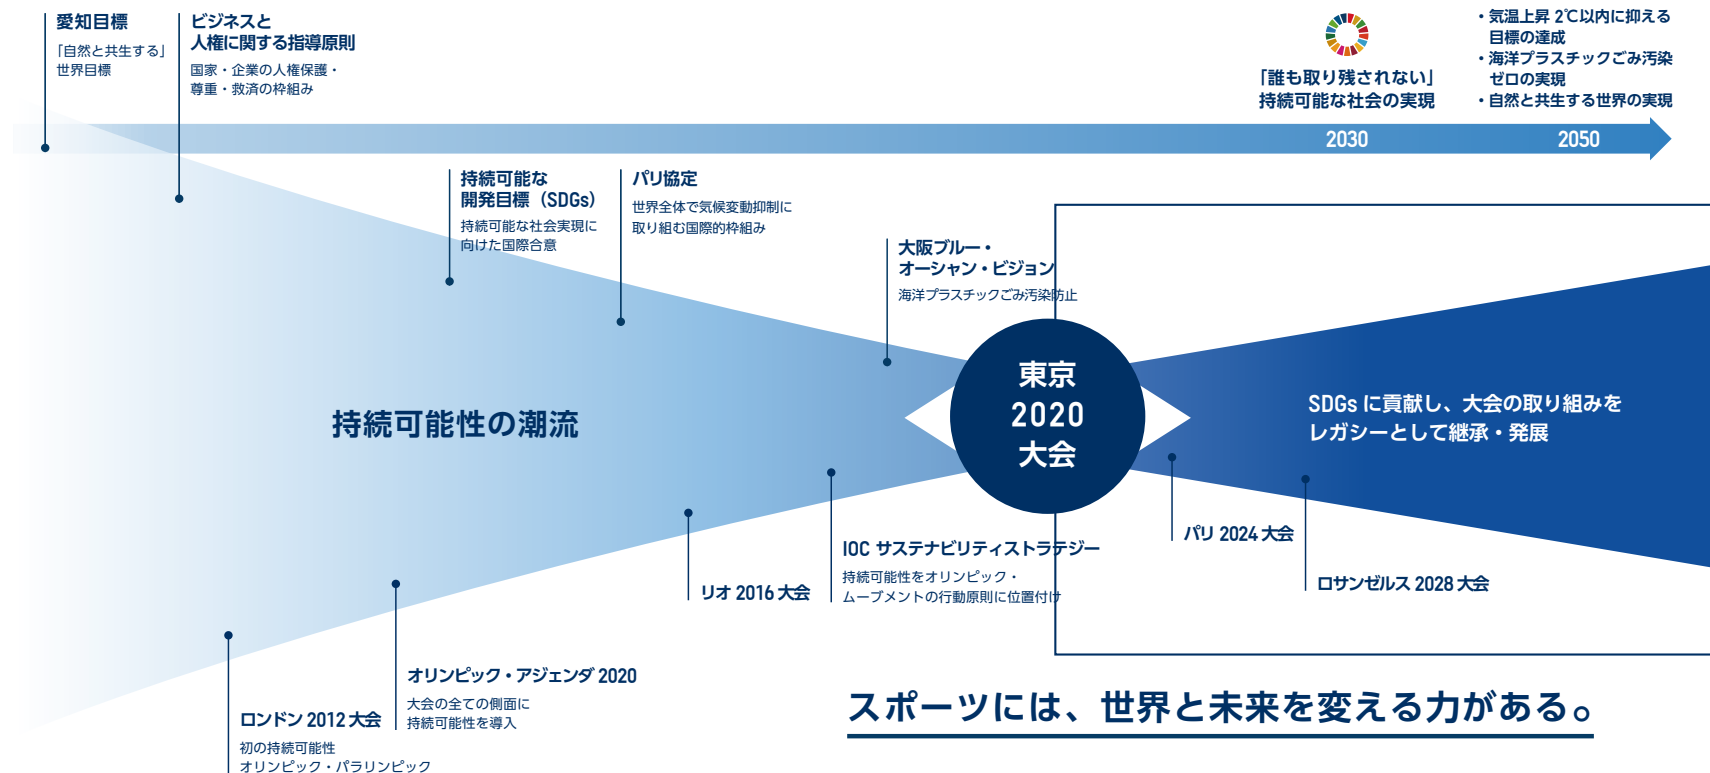 愛知目標
「自然と共生する」
世界目標
ビジネスと
人権に関する指導原則
国家・企業の人権保護・
尊重・救済の枠組み
「誰も取り残されない」
持続可能な社会の実現
・気温上昇 2℃以内に抑える
目標の達成
・海洋プラスチックごみ汚染
ゼロの実現
・自然と共生する世界の実現
2030
2050
持続可能な
開発目標（SDGs）
持続可能な社会実現に
向けた国際合意
パリ協定
世界全体で気候変動抑制に
取り組む国際的枠組み
大阪ブルー・
オーシャン・ビジョン
海洋プラスチックごみ汚染防止
持続可能性の潮流
東京
2020
大会
SDGs に貢献し、大会の取り組みを
レガシーとして継承・発展
リオ 2016 大会
IOC サステナビリティストラテジー
持続可能性をオリンピック・
ムーブメントの行動原則に位置付け
パリ 2024 大会
ロサンゼルス 2028 大会
オリンピック・アジェンダ 2020
大会の全ての側面に
持続可能性を導入
ロンドン 2012 大会
初の持続可能性
オリンピック・パラリンピック
スポーツには、世界と未来を変える力がある。